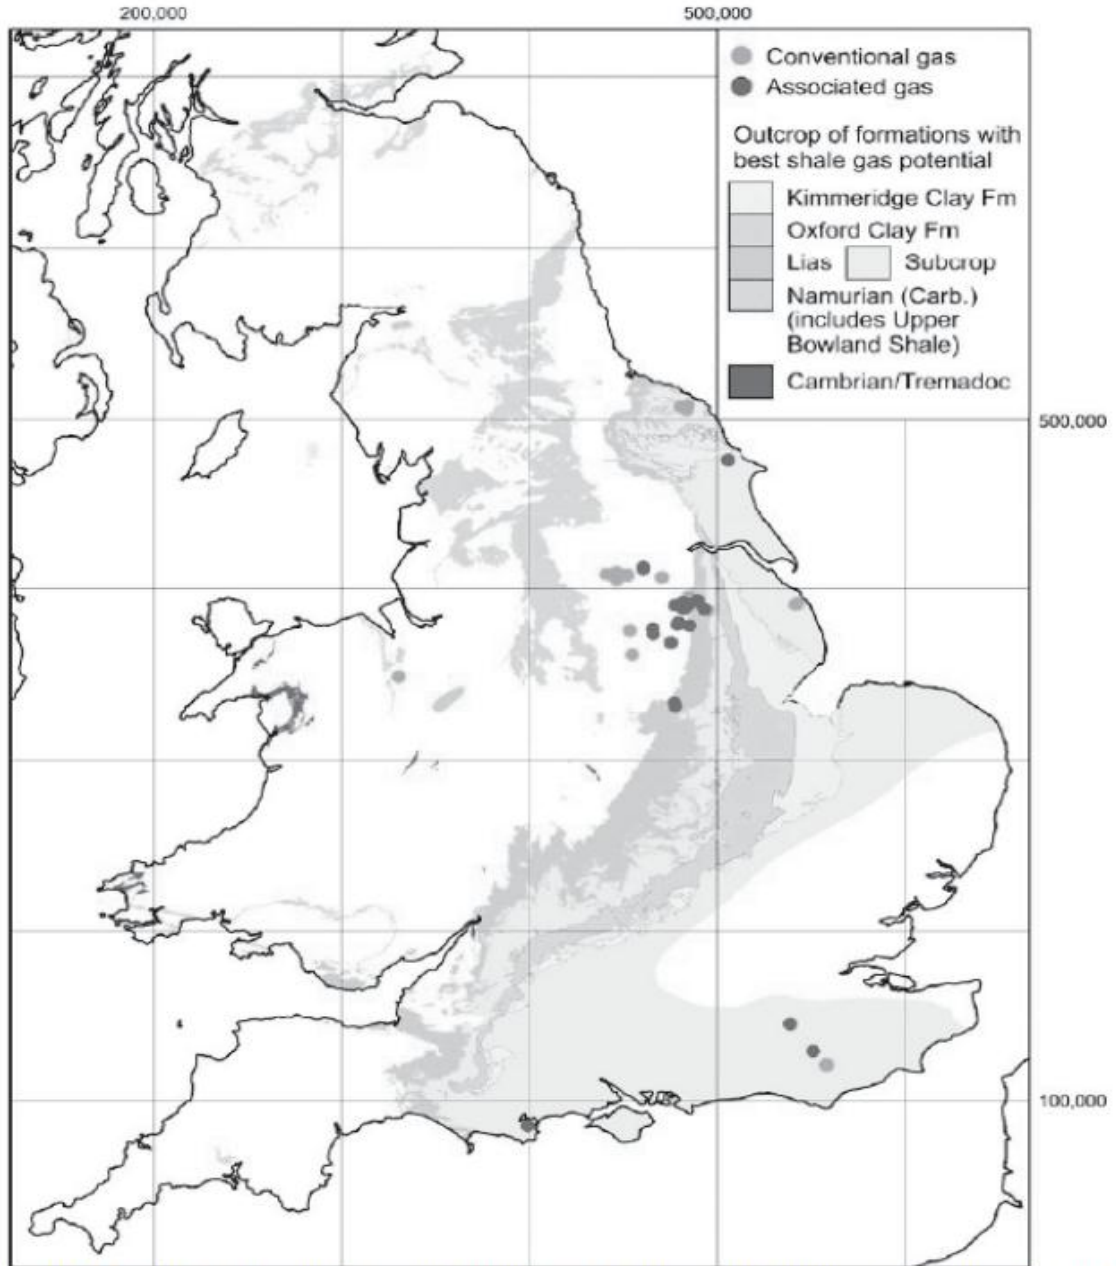 200,000
500,000
Conventional gas
Associated gas
Outcrop of formations with
best shale gas potential
Kimmeridge Clay Fm
Oxford Clay Fm
Lias
Subcrop
Namurian (Carb.)
(includes Upper
Bowland Shale)
Cambrian/Tremadoc
500,000
100,000